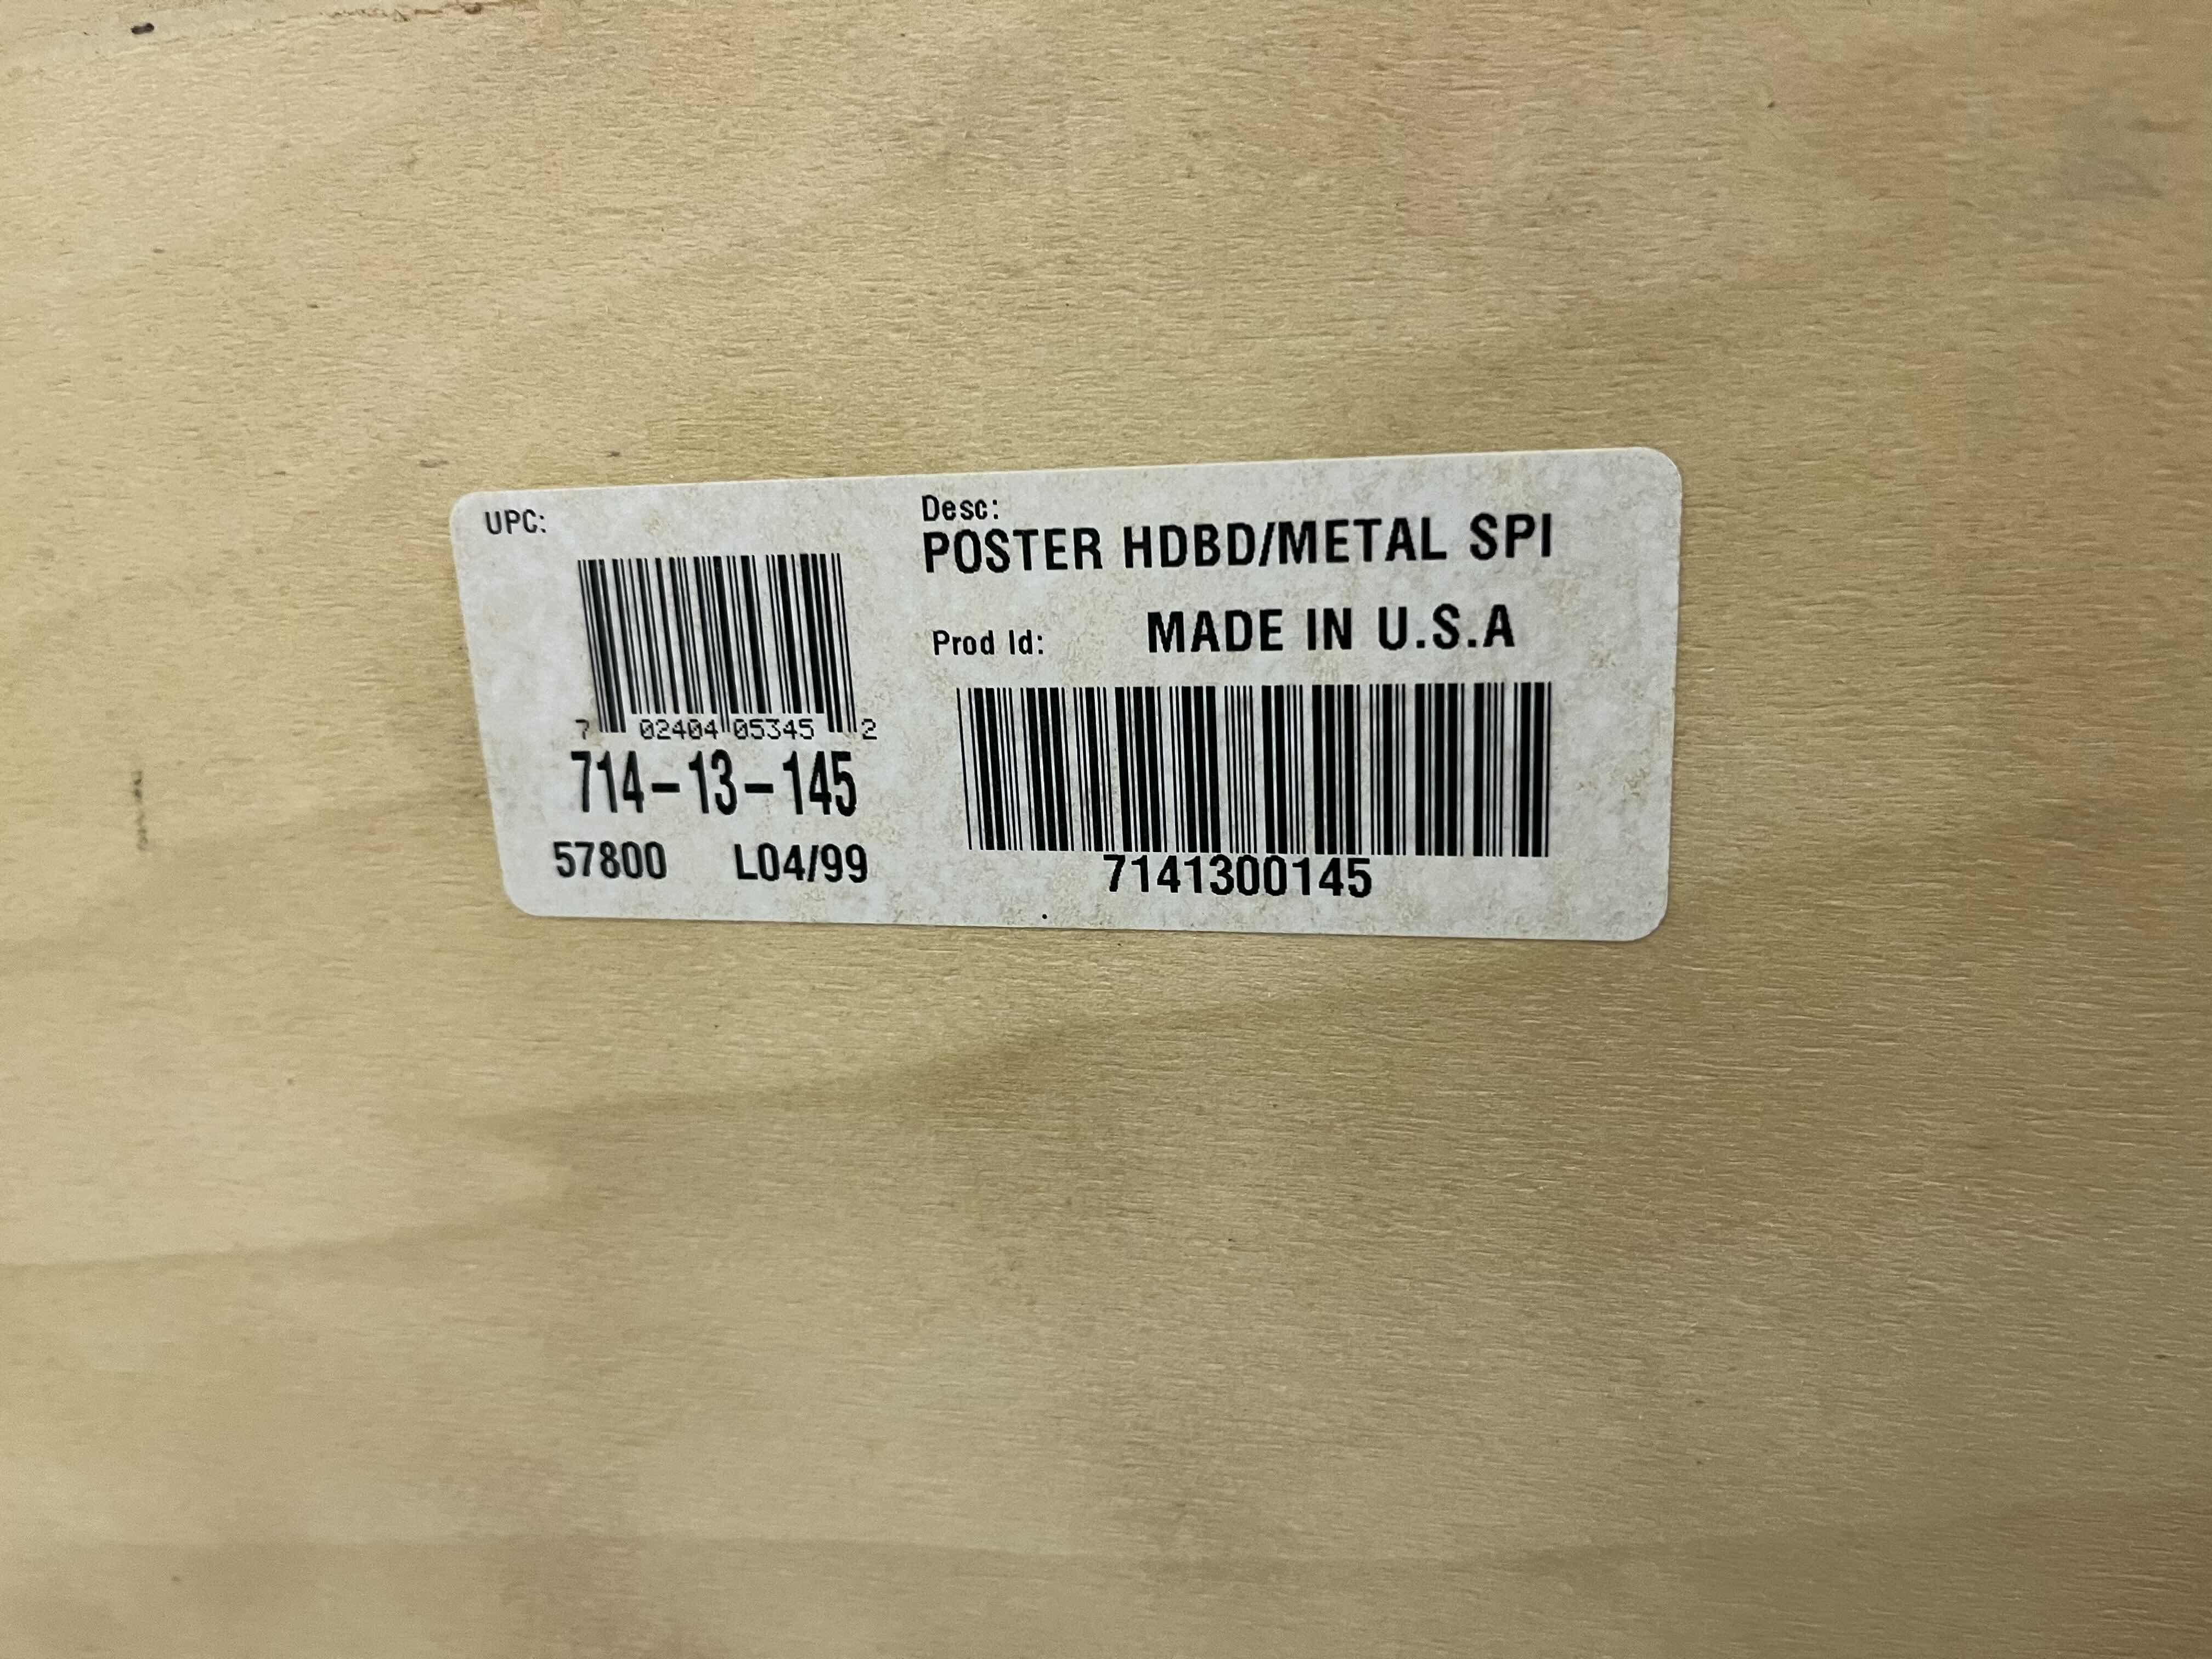 UPC:
7 02404 05345 2
714-13-145
57800 L04/99
Desc:
POSTER HDBD/METAL SPI
Prod Id: MADE IN U.S.A
7141300145